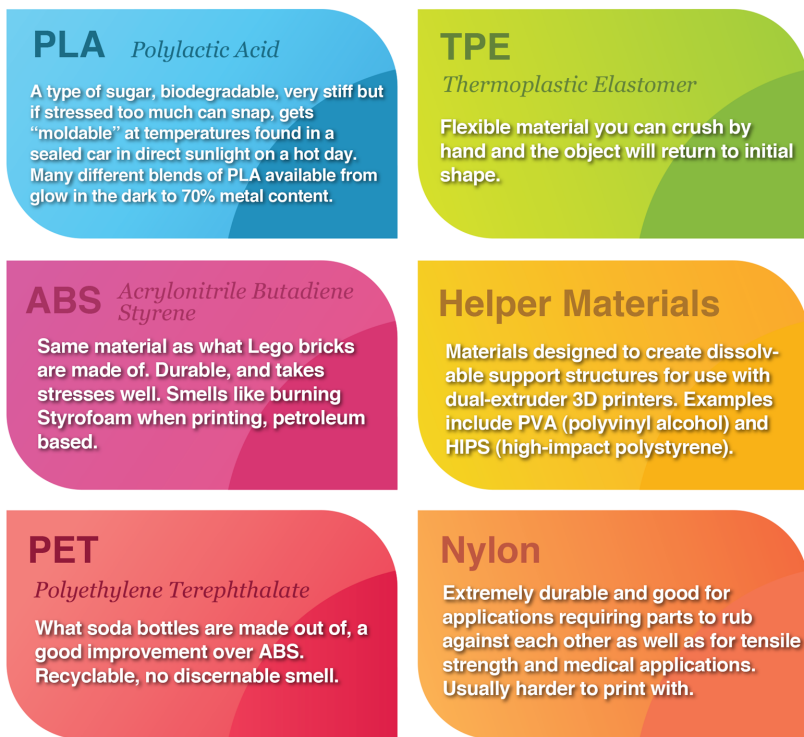 PLA Polylactic Acid
A type of sugar, biodegradable, very stiff but
if stressed too much can snap, gets
“moldable” at temperatures found in a
sealed car in direct sunlight on a hot day.
Many different blends of PLA available from
glow in the dark to 70% metal content.
TPE
Thermoplastic Elastomer
Flexible material you can crush by
hand and the object will return to initial
shape.
ABS Acrylonitrile Butadiene
Styrene
Same material as what Lego bricks
are made of. Durable, and takes
stresses well. Smells like burning
Styrofoam when printing, petroleum
based.
Helper Materials
Materials designed to create dissolv-
able support structures for use with
dual-extruder 3D printers. Examples
include PVA (polyvinyl alcohol) and
HIPS (high-impact polystyrene).
PET
Polyethylene Terephthalate
What soda bottles are made out of, a
good improvement over ABS.
Recyclable, no discernable smell.
Nylon
Extremely durable and good for
applications requiring parts to rub
against each other as well as for tensile
strength and medical applications.
Usually harder to print with.